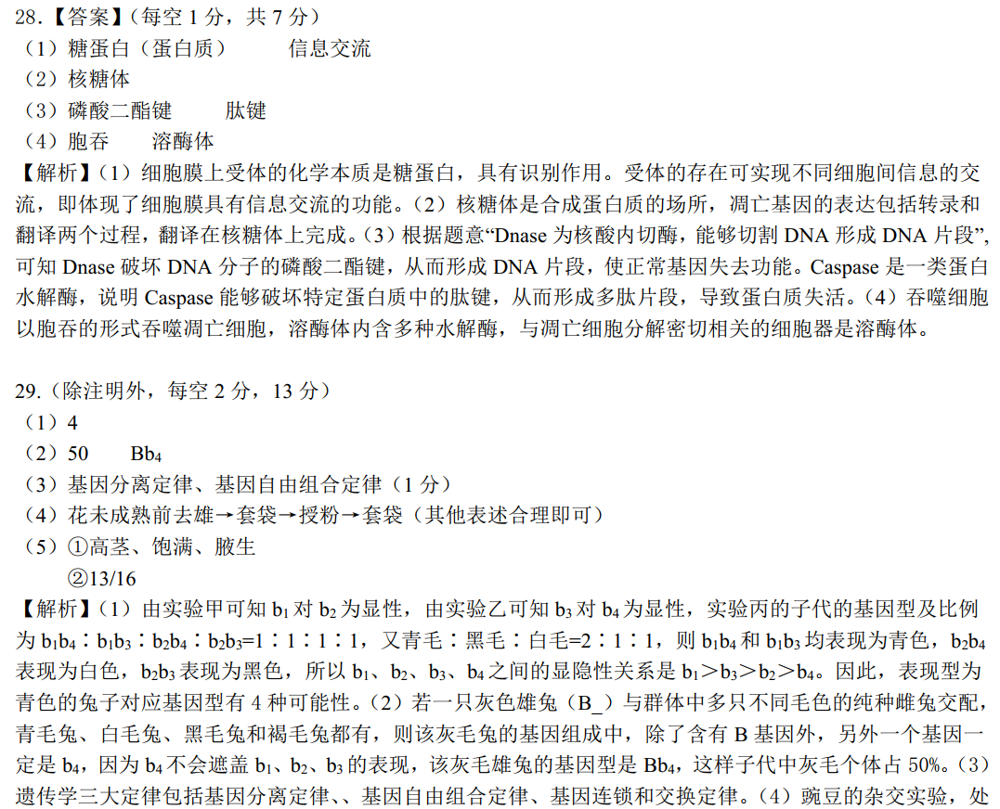 28.【答案】（每空 1 分，共 7 分）
（1）糖蛋白（蛋白质） 信息交流
（2）核糖体
（3）磷酸二酯键 肽键
（4）胞吞 溶酶体
【解析】（1）细胞膜上受体的化学本质是糖蛋白，具有识别作用。受体的存在可实现不同细胞间信息的交
流，即体现了细胞膜具有信息交流的功能。（2）核糖体是合成蛋白质的场所，凋亡基因的表达包括转录和
翻译两个过程，翻译在核糖体上完成。（3）根据题意“Dnase 为核酸内切酶，能够切割 DNA 形成 DNA 片段”，
可知 Dnase 破坏 DNA 分子的磷酸二酯键，从而形成 DNA 片段，使正常基因失去功能。Caspase 是一类蛋白
水解酶，说明 Caspase 能够破坏特定蛋白质中的肽键，从而形成多肽片段，导致蛋白质失活。（4）吞噬细胞
以胞吞的形式吞噬凋亡细胞，溶酶体内含多种水解酶，与凋亡细胞分解密切相关的细胞器是溶酶体。
29.（除注明外，每空 2 分，13 分）
（1）4
（2）50 Bb₄
（3）基因分离定律、基因自由组合定律（1 分）
（4）花未成熟前去雄→套袋→授粉→套袋（其他表述合理即可）
（5）①高茎、饱满、腋生
②13/16
【解析】（1）由实验甲可知 b₁对 b₂为显性，由实验乙可知 b₃对 b₄为显性，实验丙的子代的基因型及比例
为 b₁b₄∶b₁b₃∶b₂b₄∶b₂b₃=1∶1∶1∶1，又青毛∶黑毛∶白毛=2∶1∶1，则 b₁b₄和 b₁b₃均表现为青色，b₂b₄
表现为白色，b₂b₃表现为黑色，所以 b₁、b₂、b₃、b₄之间的显隐性关系是 b₁＞b₃＞b₂＞b₄。因此，表现型为
青色的兔子对应基因型有 4 种可能性。（2）若一只灰色雄兔（B_）与群体中多只不同毛色的纯种雌兔交配，
青毛兔、白毛兔、黑毛兔和褐毛兔都有，则该灰毛兔的基因组成中，除了含有 B 基因外，另外一个基因一
定是 b₄，因为 b₄不会遮盖 b₁、b₂、b₃的表现，该灰毛雄兔的基因型是 Bb₄，这样子代中灰毛个体占 50%。（3）
遗传学三大定律包括基因分离定律、、基因自由组合定律、基因连锁和交换定律。（4）豌豆的杂交实验，处